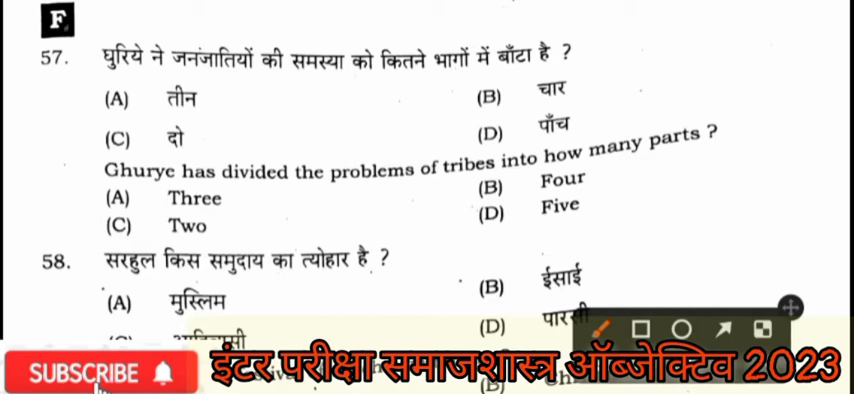 F
57. घुरिये ने जनजातियों की समस्या को कितने भागों में बाँटा है ?
(A) तीन (B) चार
(C) दो (D) पाँच
Ghurye has divided the problems of tribes into how many parts ?
(A) Three (B) Four
(C) Two (D) Five
58. सरहुल किस समुदाय का त्योहार है ?
(A) मुस्लिम (B) ईसाई
(D) पारसी
SUBSCRIBE इंटर परीक्षा समाजशास्त्र ऑब्जेक्टिव 2023
(B)